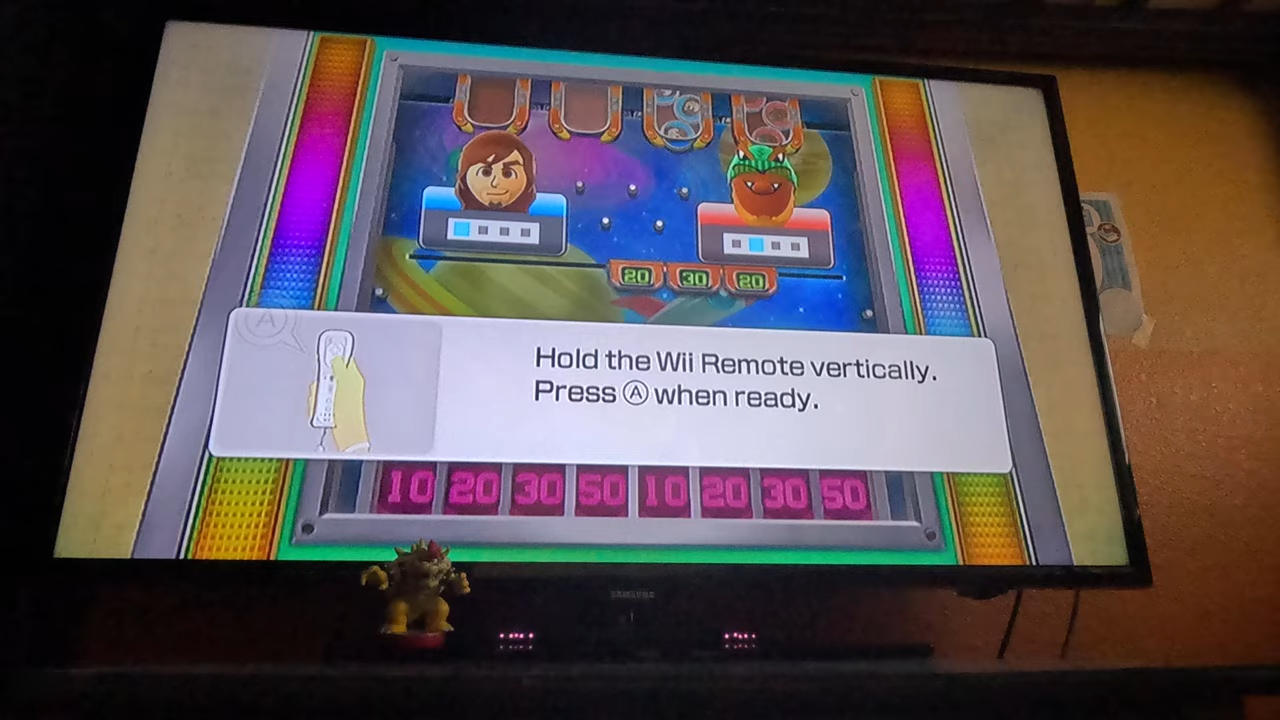 20 30 20
Hold the Wii Remote vertically.
Press Ⓐ when ready.
10 20 30 50 10 20 30 50
SAMSUNG